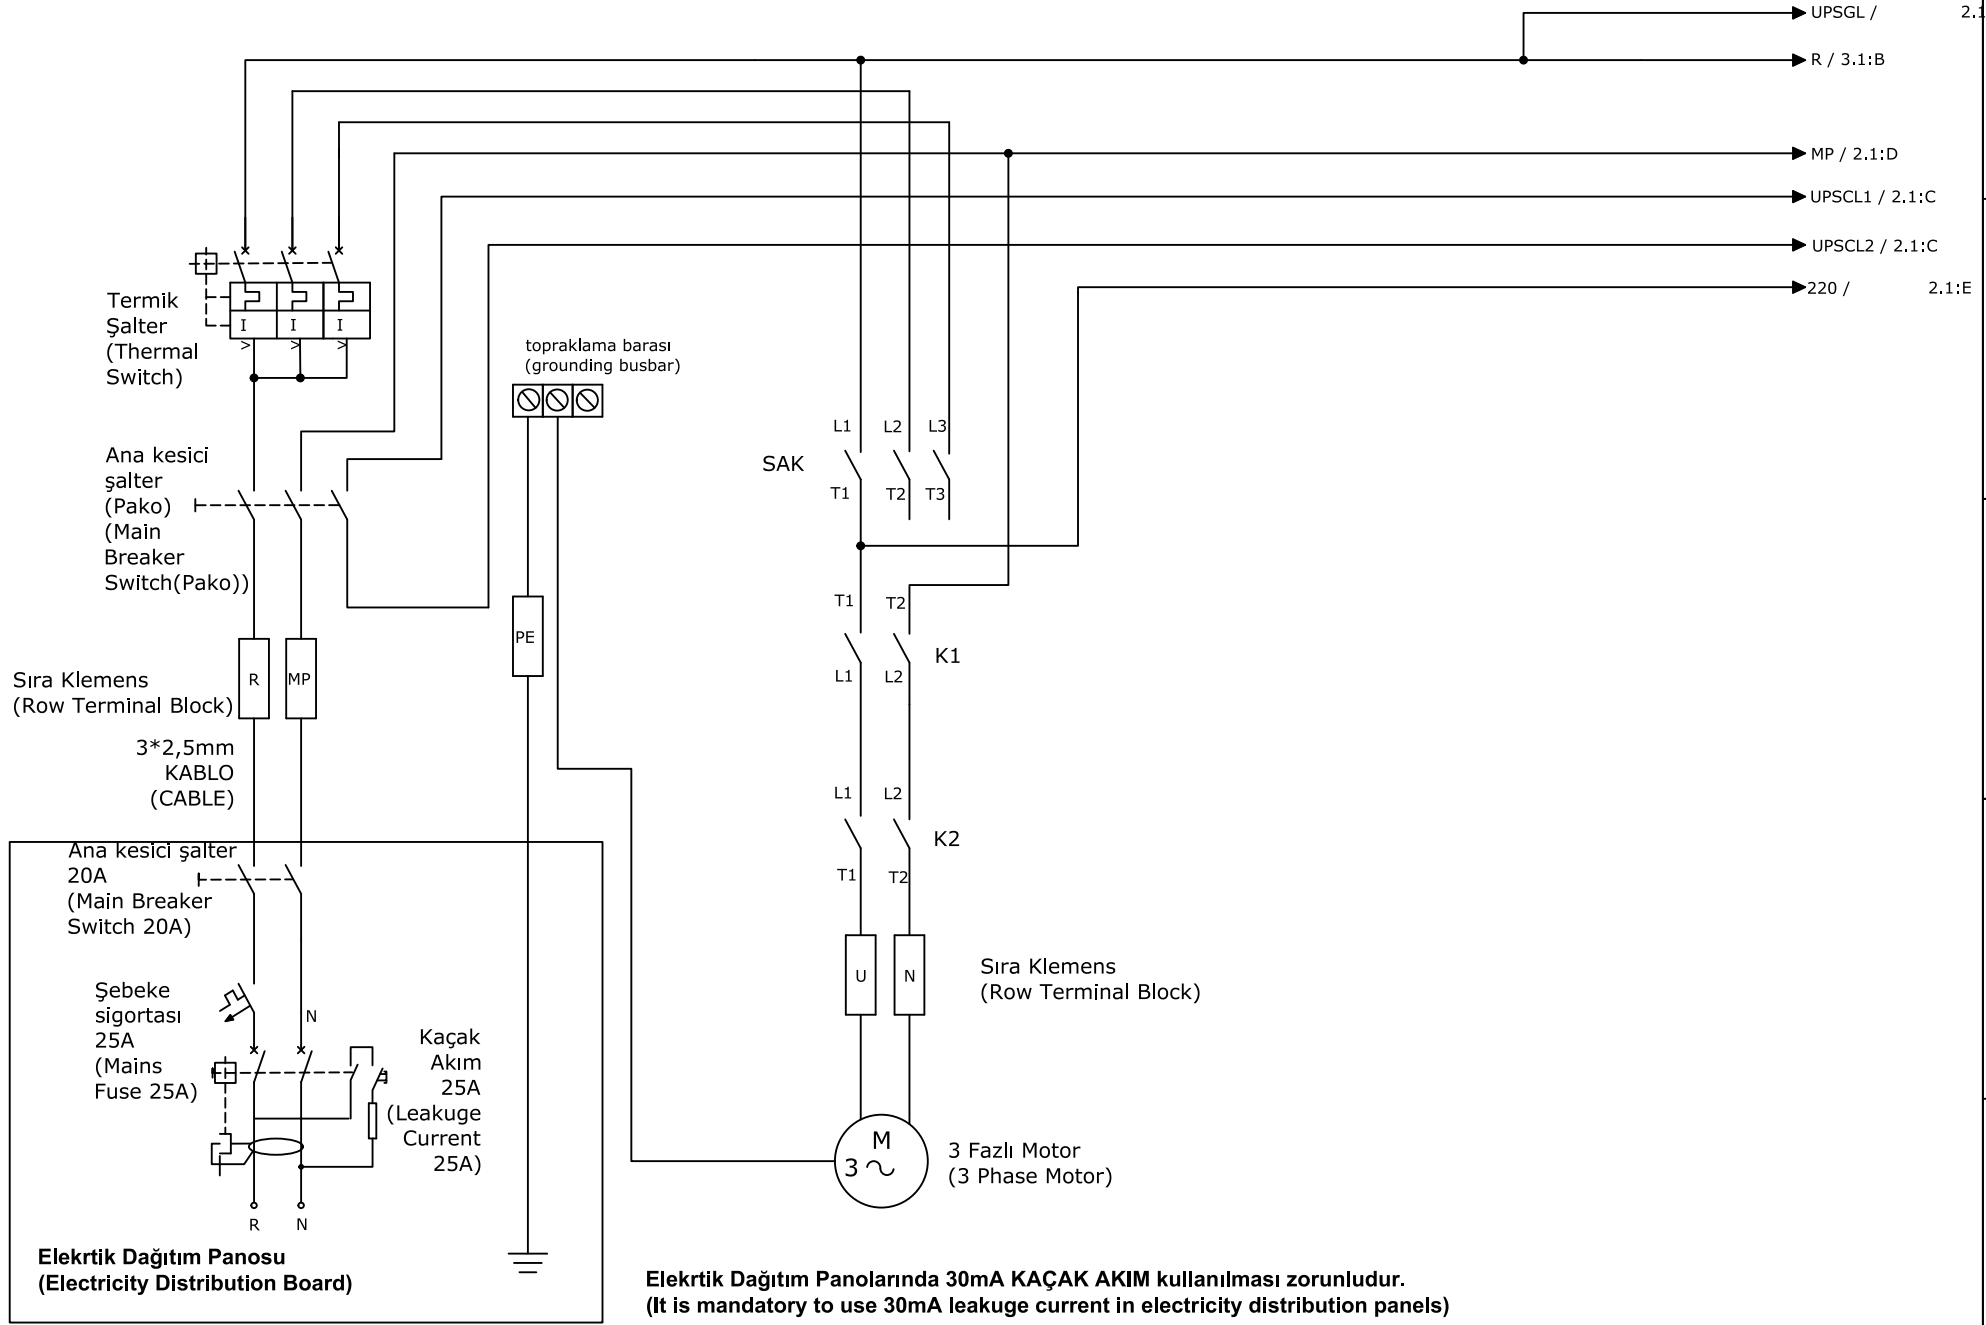 UPSGL / 2.1
R / 3.1:B
MP / 2.1:D
UPSCL1 / 2.1:C
UPSCL2 / 2.1:C
220 / 2.1:E
Termik
Şalter
(Thermal
Switch)
I I I
> > >
topraklama barası
(grounding busbar)
Ana kesici
şalter
(Pako)
(Main
Breaker
Switch(Pako))
L1 L2 L3
SAK
T1 T2 T3
T1 T2
K1
L1 L2
PE
Sıra Klemens
(Row Terminal Block)
R MP
3*2,5mm
KABLO
(CABLE)
L1 L2
K2
T1 T2
Ana kesici şalter
20A
(Main Breaker
Switch 20A)
U N
Sıra Klemens
(Row Terminal Block)
Şebeke
sigortası
25A
(Mains
Fuse 25A)
N
Kaçak
Akım
25A
(Leakuge
Current
25A)
M
3
3 Fazlı Motor
(3 Phase Motor)
R N
Elekrtik Dağıtım Panosu
(Electricity Distribution Board)
Elekrtik Dağıtım Panolarında 30mA KAÇAK AKIM kullanılması zorunludur.
(It is mandatory to use 30mA leakuge current in electricity distribution panels)